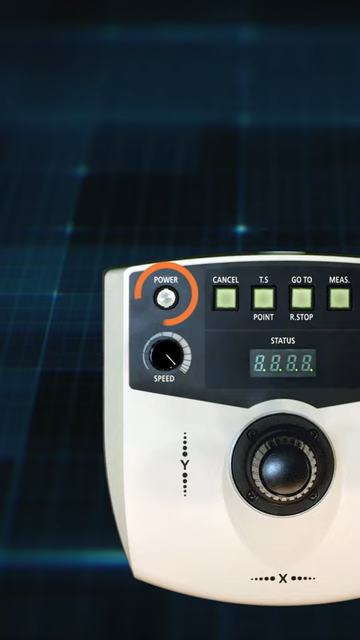 POWER CANCEL T.S GO TO MEAS.
POINT R.STOP
STATUS
8.8.8.8.
SPEED
Y
X